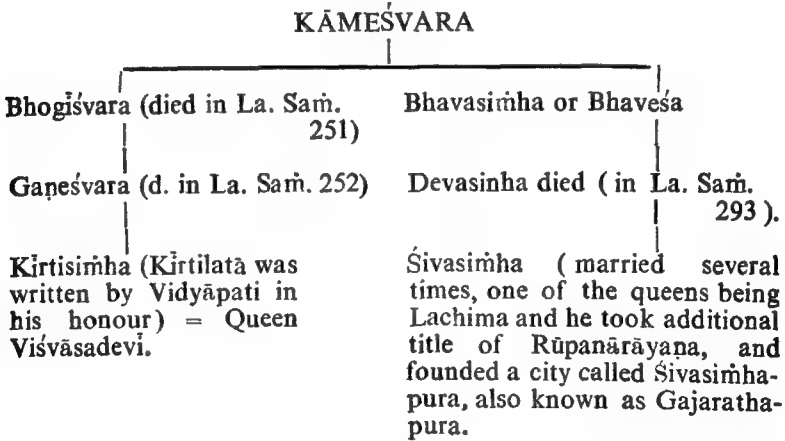 KĀMEŚVARA
Bhogīśvara (died in La. Saṁ.
251)
Gaṇeśvara (d. in La. Saṁ. 252)
Kīrtisiṁha (Kīrtilatā was
written by Vidyāpati in
his honour) = Queen
Viśvāsadevī.
Bhavasiṁha or Bhaveśa
Devasinha died ( in La. Saṁ.
293 ).
Śivasiṁha ( married several
times, one of the queens being
Lachima and he took additional
title of Rūpanārāyaṇa, and
founded a city called Śivasiṁha-
pura, also known as Gajaratha-
pura.